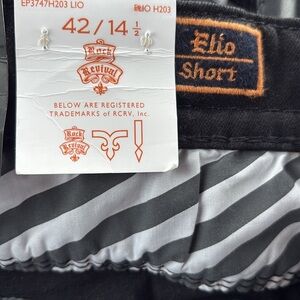 EP3747H203 LIO
ELIO H203
42/14 1/2
Rock
Revival
BELOW ARE REGISTERED
TRADEMARKS of RCRV, Inc.
Rock
Revival
Elio
Short